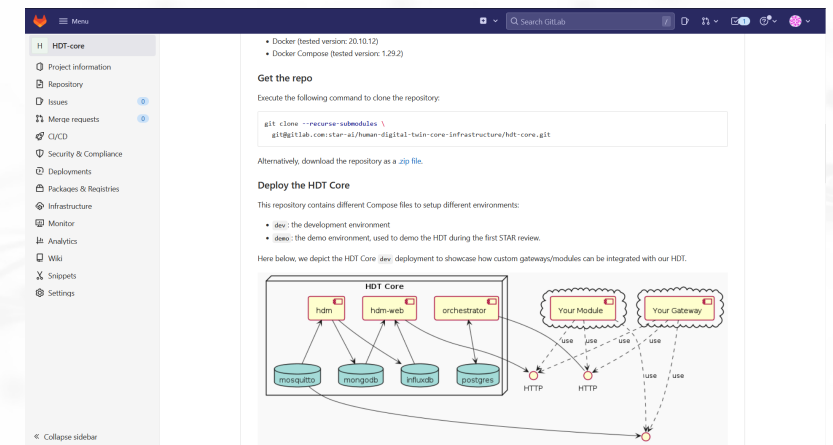 Menu
Search GitLab
/
1
H HDT-core
Project information
Repository
Issues 0
Merge requests 0
CI/CD
Security & Compliance
Deployments
Packages & Registries
Infrastructure
Monitor
Analytics
Wiki
Snippets
Settings
« Collapse sidebar
• Docker (tested version: 20.10.12)
• Docker Compose (tested version: 1.29.2)
Get the repo
Execute the following command to clone the repository:
git clone --recurse-submodules \
git@gitlab.com:star-ai/human-digital-twin-core-infrastructure/hdt-core.git
Alternatively, download the repository as a .zip file.
Deploy the HDT Core
This repository contains different Compose files to setup different environments:
• dev : the development environment
• demo : the demo environment, used to demo the HDT during the first STAR review.
Here below, we depict the HDT Core dev deployment to showcase how custom gateways/modules can be integrated with our HDT.
HDT Core
hdm hdm-web orchestrator Your Module Your Gateway
use use use use
mosquitto mongodb influxdb postgres
use use
HTTP HTTP